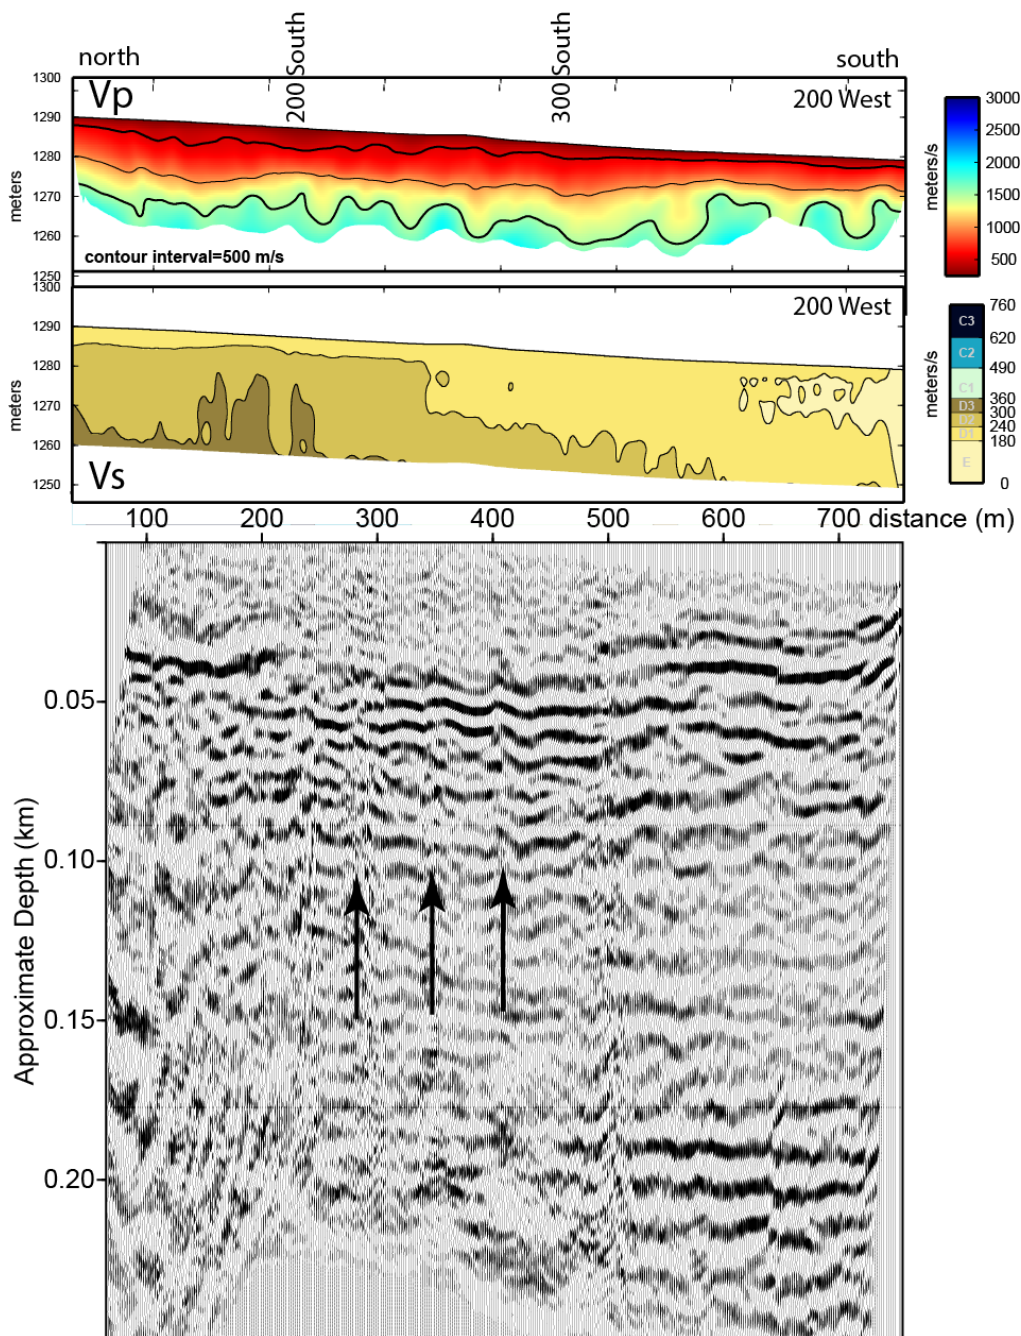 north
200 South
300 South
south
1300
Vp
200 West
1290
1280
1270
1260
1250
meters
contour interval=500 m/s
3000
2500
2000
1500
1000
500
meters/s
1300
200 West
1290
1280
1270
1260
1250
meters
Vs
760
C3
620
C2
490
C1
360
D3
300
D2
240
D1
180
E
0
meters/s
100 200 300 400 500 600 700 distance (m)
0.05
0.10
0.15
0.20
Approximate Depth (km)